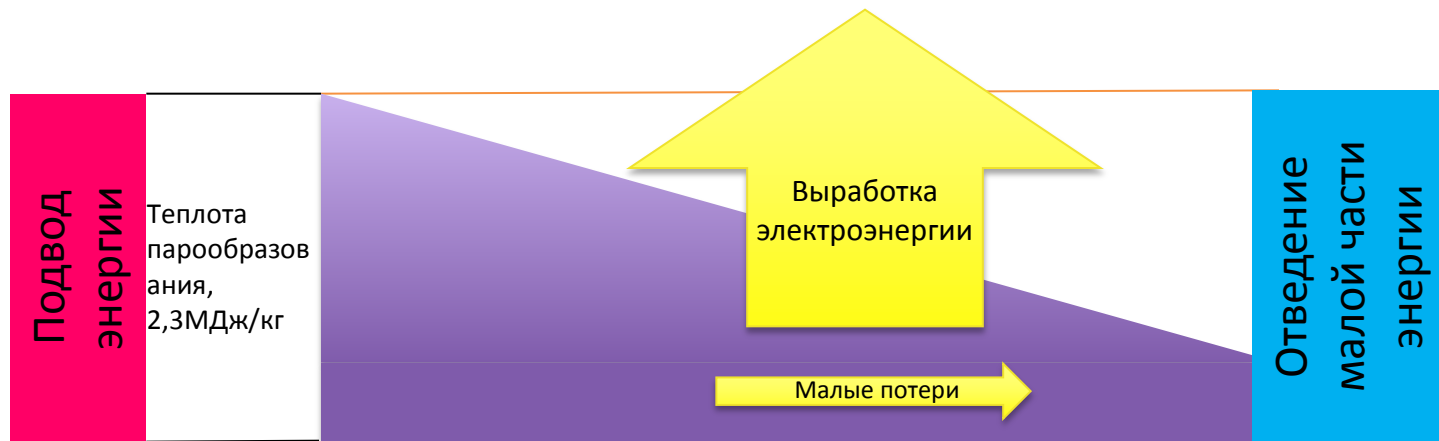 Подвод
энергии
Теплота
парообразов
ания,
2,3МДж/кг
Выработка
электроэнергии
Малые потери
Отведение
малой части
энергии